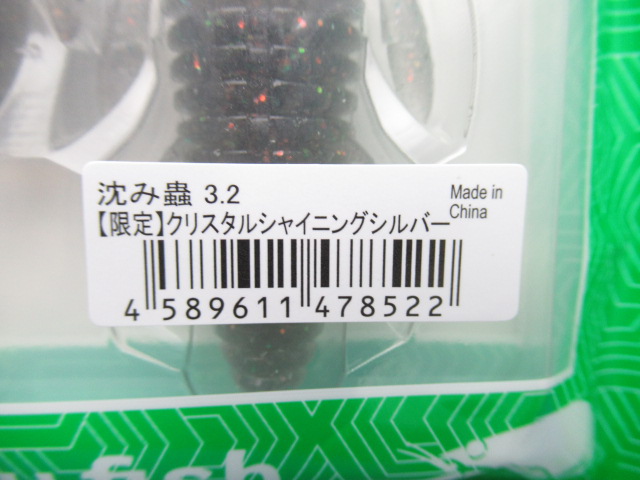 沈み蟲 3.2
Made in
China
【限定】クリスタルシャイニングシルバー
4 589611 478522
fish